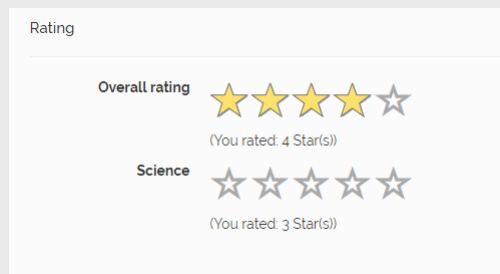 Rating
Overall rating
(You rated: 4 Star(s))
Science
(You rated: 3 Star(s))